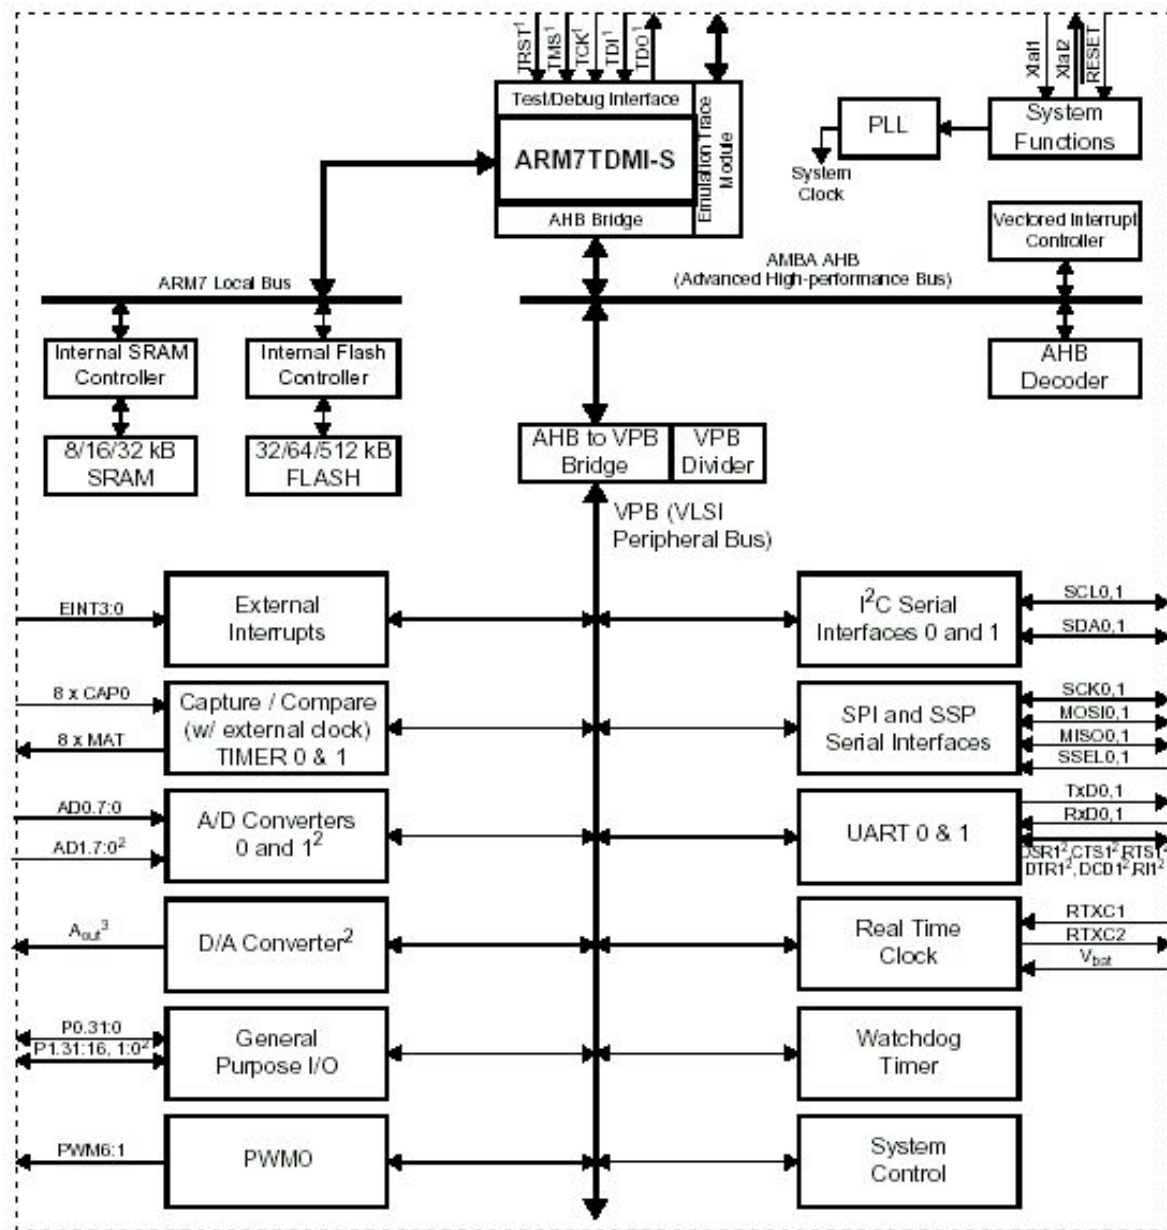 TRST¹
TMS¹
TCK¹
TDI¹
TDO¹
Xtal1
Xtal2
RESET
Test/Debug Interface
ARM7TDMI-S
AHB Bridge
Emulation Trace
Module
PLL
System
Functions
System
Clock
Vectored Interrupt
Controller
AMBA AHB
(Advanced High-performance Bus)
ARM7 Local Bus
Internal SRAM
Controller
Internal Flash
Controller
AHB
Decoder
8/16/32 kB
SRAM
32/64/512 kB
FLASH
AHB to VPB
Bridge
VPB
Divider
VPB (VLSI
Peripheral Bus)
EINT3:0
External
Interrupts
I²C Serial
Interfaces 0 and 1
SCL0,1
SDA0,1
8 x CAP0
8 x MAT
Capture / Compare
(w/ external clock)
TIMER 0 & 1
SPI and SSP
Serial Interfaces
SCK0,1
MOSI0,1
MISO0,1
SSEL0,1
AD0.7:0
AD1.7:0²
A/D Converters
0 and 1²
UART 0 & 1
TxD0,1
RxD0,1
DSR1²,CTS1²,RTS1²
DTR1²,DCD1²,RI1²
Aout³
D/A Converter²
Real Time
Clock
RTXC1
RTXC2
Vbat
P0.31:0
P1.31:16, 1:0²
General
Purpose I/O
Watchdog
Timer
PWM6:1
PWM0
System
Control